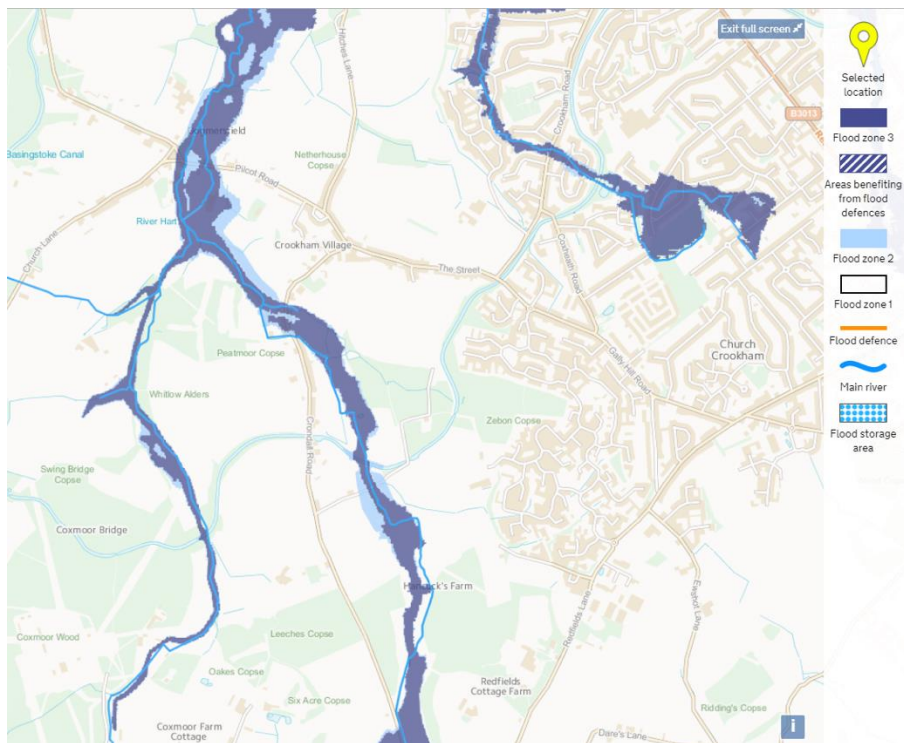 Exit full screen
Hitches Lane
Crookham Road
B3013
Basingstoke Canal
Netherhouse
Copse
Pilcot Road
River Hart
Church Lane
Crookham Village
The Street
Coxheath Road
Church
Crookham
Gally Hill Road
Peatmoor Copse
Whitlow Alders
Zebon Copse
Crondall Road
Swing Bridge
Copse
Coxmoor Bridge
Redfields Lane
Ewshot Lane
Coxmoor Wood
Leeches Copse
Oakes Copse
Six Acre Copse
Redfields
Cottage Farm
Ridding's Copse
Coxmoor Farm
Cottage
Dare's Lane
i
Selected
location
Flood zone 3
Areas benefiting
from flood
defences
Flood zone 2
Flood zone 1
Flood defence
Main river
Flood storage
area